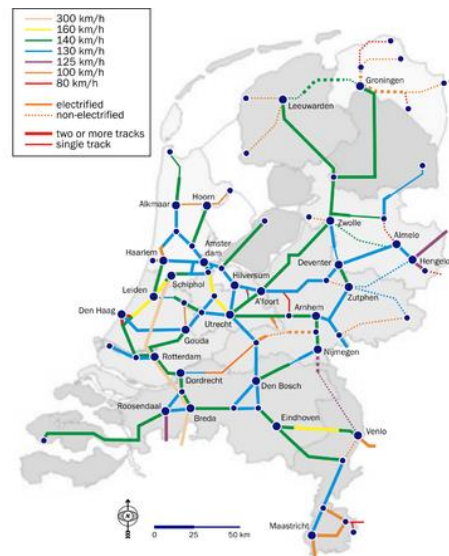 300 km/h
160 km/h
140 km/h
130 km/h
125 km/h
100 km/h
80 km/h
electrified
non-electrified
two or more tracks
single track
Groningen
Leeuwarden
Hoorn
Alkmaar
Zwolle
Almelo
Haarlem
Amster
dam
Hilversum
Deventer
Hengelo
Schiphol
Leiden
A'foort
Zutphen
Den Haag
Utrecht
Arnhem
Gouda
Rotterdam
Nijmegen
Dordrecht
Den Bosch
Roosendaal
Breda
Eindhoven
Venlo
Maastricht
0
25
50 km